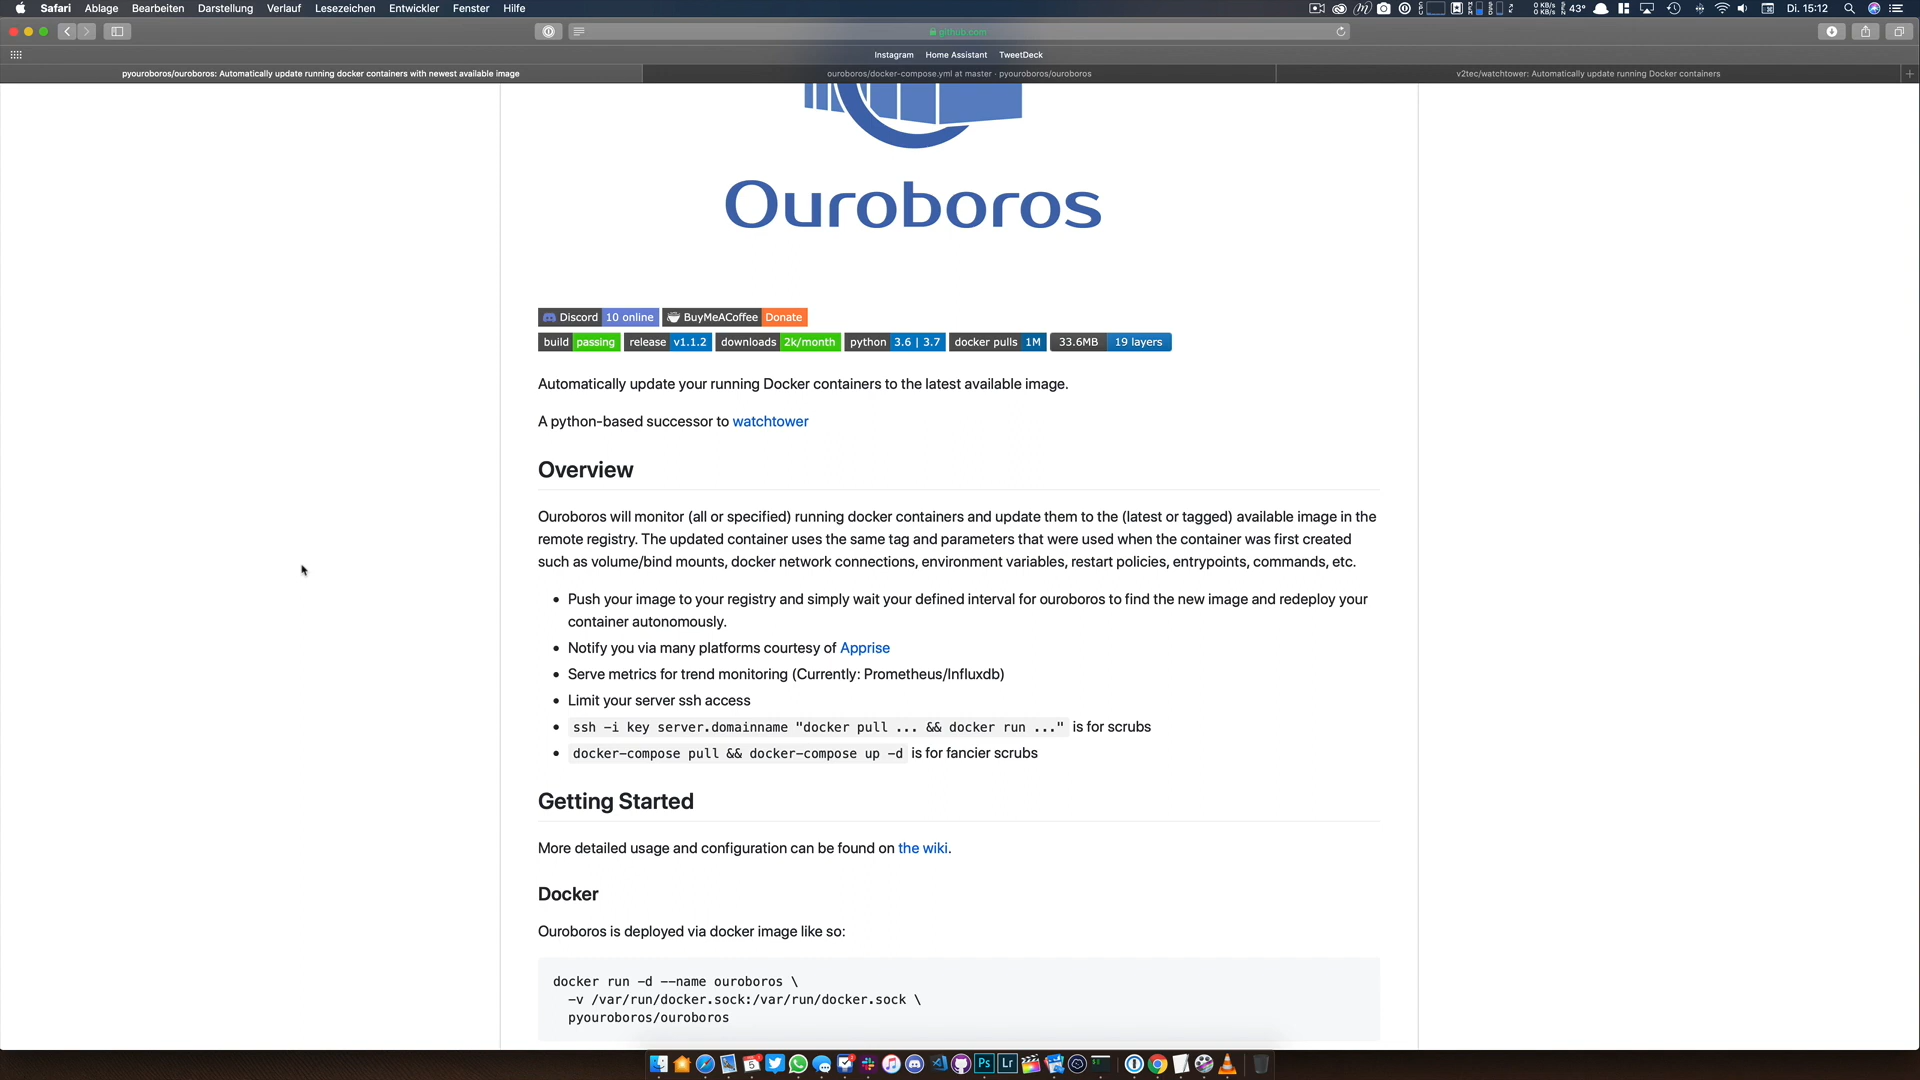 Safari Ablage Bearbeiten Darstellung Verlauf Lesezeichen Entwickler Fenster Hilfe
0 KB/s
0 KB/s
43° Di. 15:12
github.com
Instagram Home Assistant TweetDeck
pyouroboros/ouroboros: Automatically update running docker containers with newest available image
ouroboros/docker-compose.yml at master · pyouroboros/ouroboros
v2tec/watchtower: Automatically update running Docker containers
Ouroboros
Discord 10 online BuyMeACoffee Donate
build passing release v1.1.2 downloads 2k/month python 3.6 | 3.7 docker pulls 1M 33.6MB 19 layers
Automatically update your running Docker containers to the latest available image.
A python-based successor to watchtower
Overview
Ouroboros will monitor (all or specified) running docker containers and update them to the (latest or tagged) available image in the
remote registry. The updated container uses the same tag and parameters that were used when the container was first created
such as volume/bind mounts, docker network connections, environment variables, restart policies, entrypoints, commands, etc.
• Push your image to your registry and simply wait your defined interval for ouroboros to find the new image and redeploy your
container autonomously.
• Notify you via many platforms courtesy of Apprise
• Serve metrics for trend monitoring (Currently: Prometheus/Influxdb)
• Limit your server ssh access
• ssh -i key server.domainname "docker pull ... && docker run ..." is for scrubs
• docker-compose pull && docker-compose up -d is for fancier scrubs
Getting Started
More detailed usage and configuration can be found on the wiki.
Docker
Ouroboros is deployed via docker image like so:
docker run -d --name ouroboros \
-v /var/run/docker.sock:/var/run/docker.sock \
pyouroboros/ouroboros
5 Ps Lr